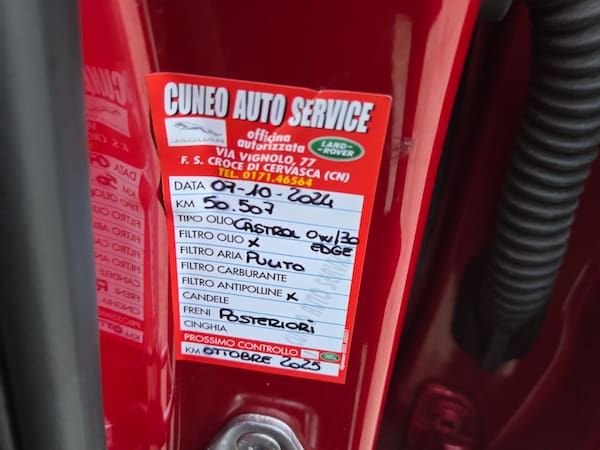 CUNEO AUTO SERVICE
JAGUAR
officina
autorizzata
LAND-
ROVER
VIA VIGNOLO, 77
F. S. CROCE DI CERVASCA (CN)
TEL. 0171.46564
DATA 07-10-2024
KM 50.507
TIPO OLIO CASTROL 0W/30
EDGE
FILTRO OLIO X
FILTRO ARIA PULITO
FILTRO CARBURANTE
FILTRO ANTIPOLLINE X
CANDELE
FRENI POSTERIORI
CINGHIA
PROSSIMO CONTROLLO
KM OTTOBRE 2025